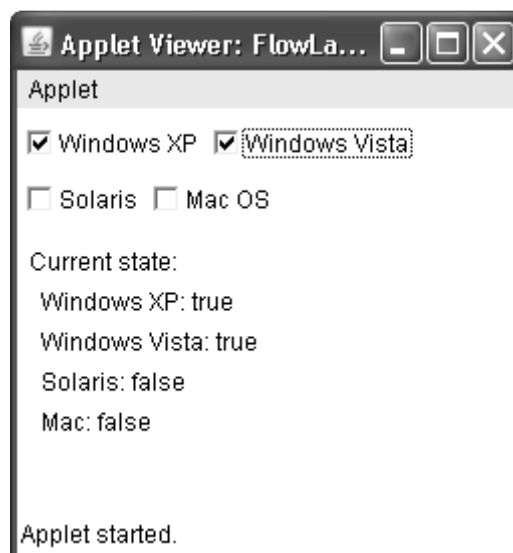 Applet Viewer: FlowLa...
Applet
Windows XP Windows Vista
Solaris Mac OS
Current state:
Windows XP: true
Windows Vista: true
Solaris: false
Mac: false
Applet started.